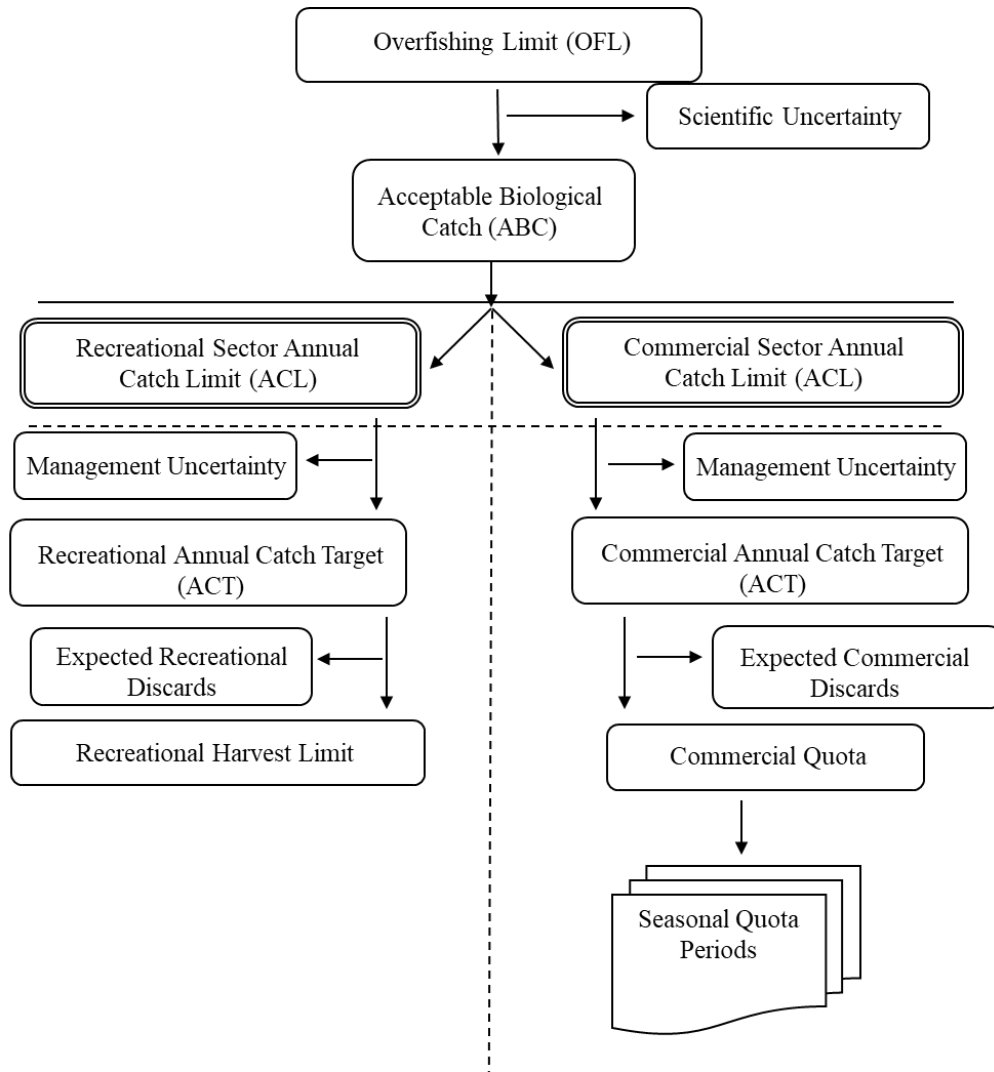 Overfishing Limit (OFL)
Scientific Uncertainty
Acceptable Biological
Catch (ABC)
Recreational Sector Annual
Catch Limit (ACL)
Commercial Sector Annual
Catch Limit (ACL)
Management Uncertainty
Management Uncertainty
Recreational Annual Catch Target
(ACT)
Commercial Annual Catch Target
(ACT)
Expected Recreational
Discards
Expected Commercial
Discards
Recreational Harvest Limit
Commercial Quota
Seasonal Quota
Periods